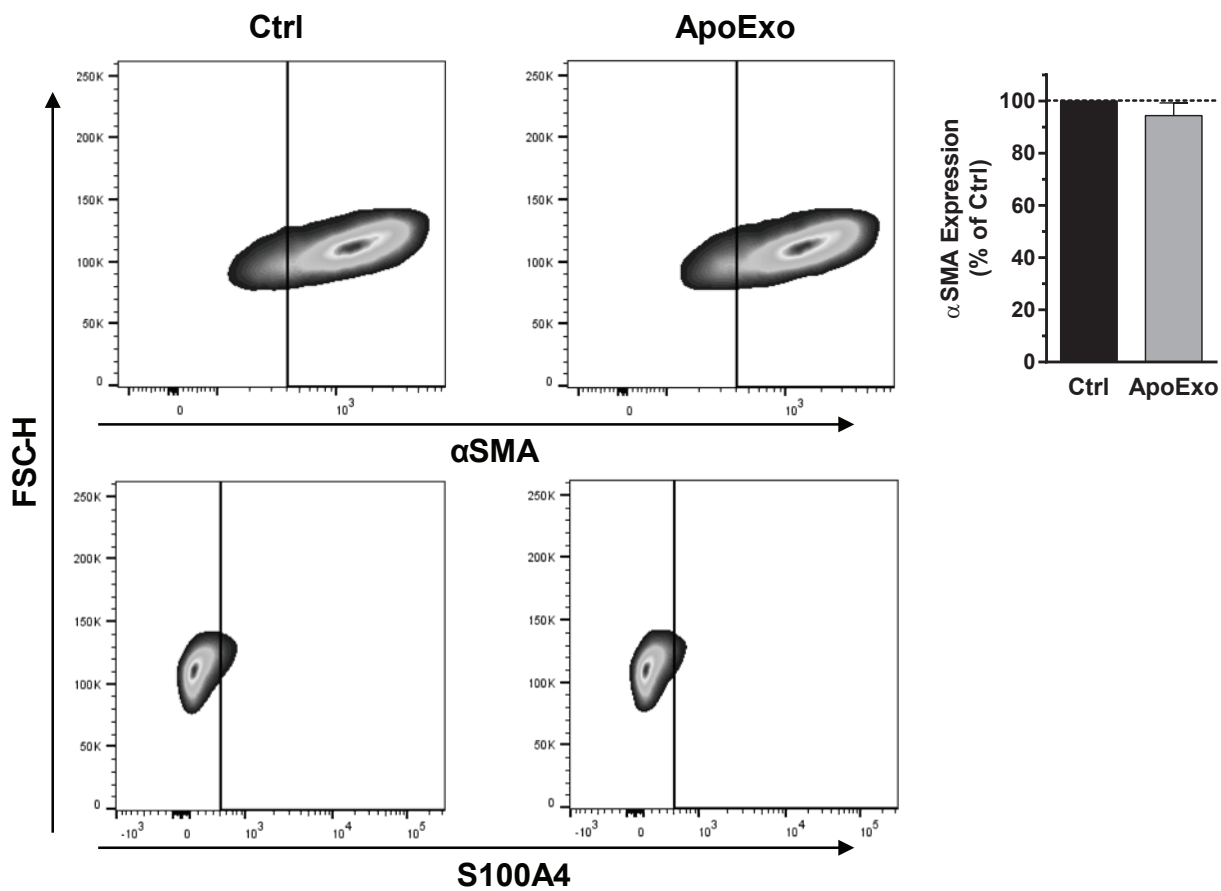 Ctrl
ApoExo
250K
200K
150K
100K
50K
0
0
10³
250K
200K
150K
100K
50K
0
0
10³
αSMA
αSMA Expression
(% of Ctrl)
100
80
60
40
20
0
Ctrl
ApoExo
FSC-H
250K
200K
150K
100K
50K
0
-10³
0
10³
10⁴
10⁵
250K
200K
150K
100K
50K
0
-10³
0
10³
10⁴
10⁵
S100A4